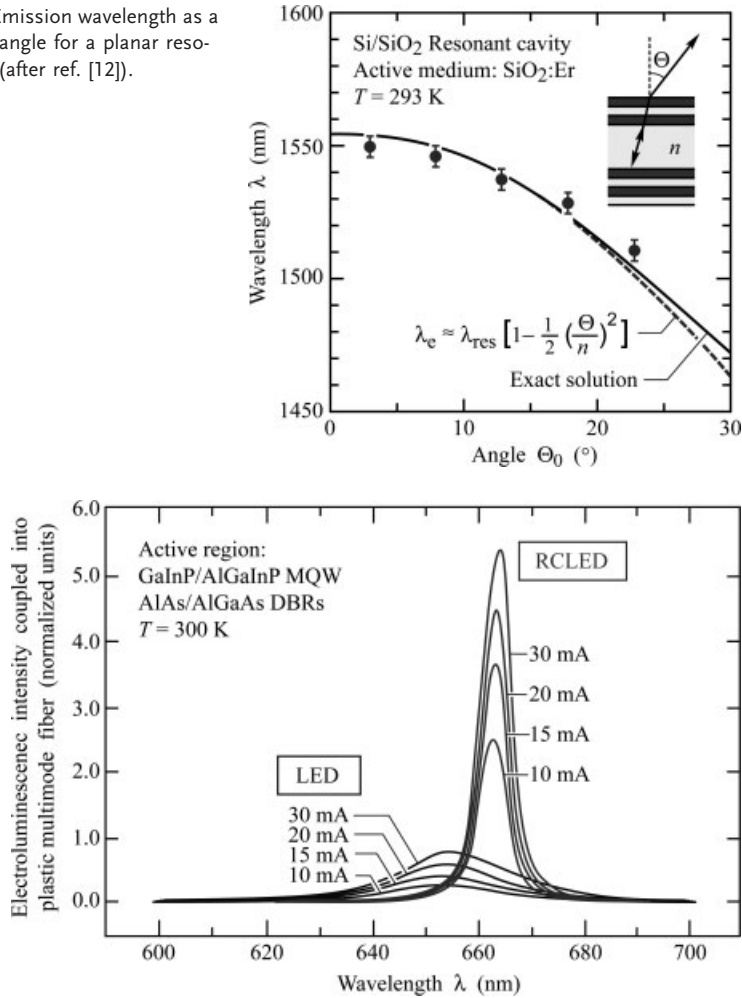 Emission wavelength as a
angle for a planar reso-
(after ref. [12]).
1600
1550
1500
1450
Wavelength λ (nm)
Si/SiO2 Resonant cavity
Active medium: SiO2:Er
T = 293 K
Θ
n
λe ≈ λres [1– 1/2 (Θ/n)²]
Exact solution
0 10 20 30
Angle Θ0 (°)
6.0
5.0
4.0
3.0
2.0
1.0
0.0
Electroluminescenec intensity coupled into
plastic multimode fiber (normalized units)
Active region:
GaInP/AlGaInP MQW
AlAs/AlGaAs DBRs
T = 300 K
RCLED
30 mA
20 mA
15 mA
10 mA
LED
30 mA
20 mA
15 mA
10 mA
600 620 640 660 680 700
Wavelength λ (nm)